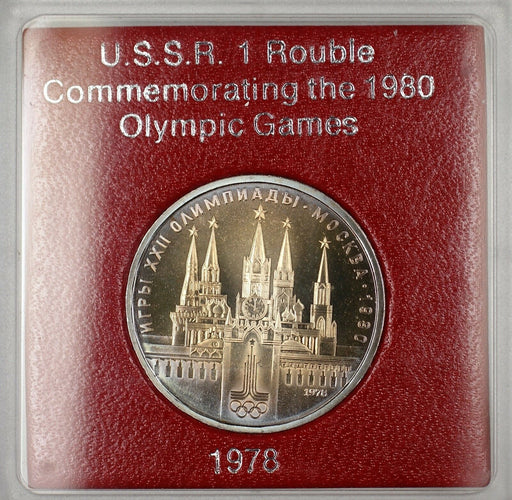 U.S.S.R. 1 Rouble
Commemorating the 1980
Olympic Games
ИГРЫ XXII ОЛИМПИАДЫ · МОСКВА · 1980
1978
1978